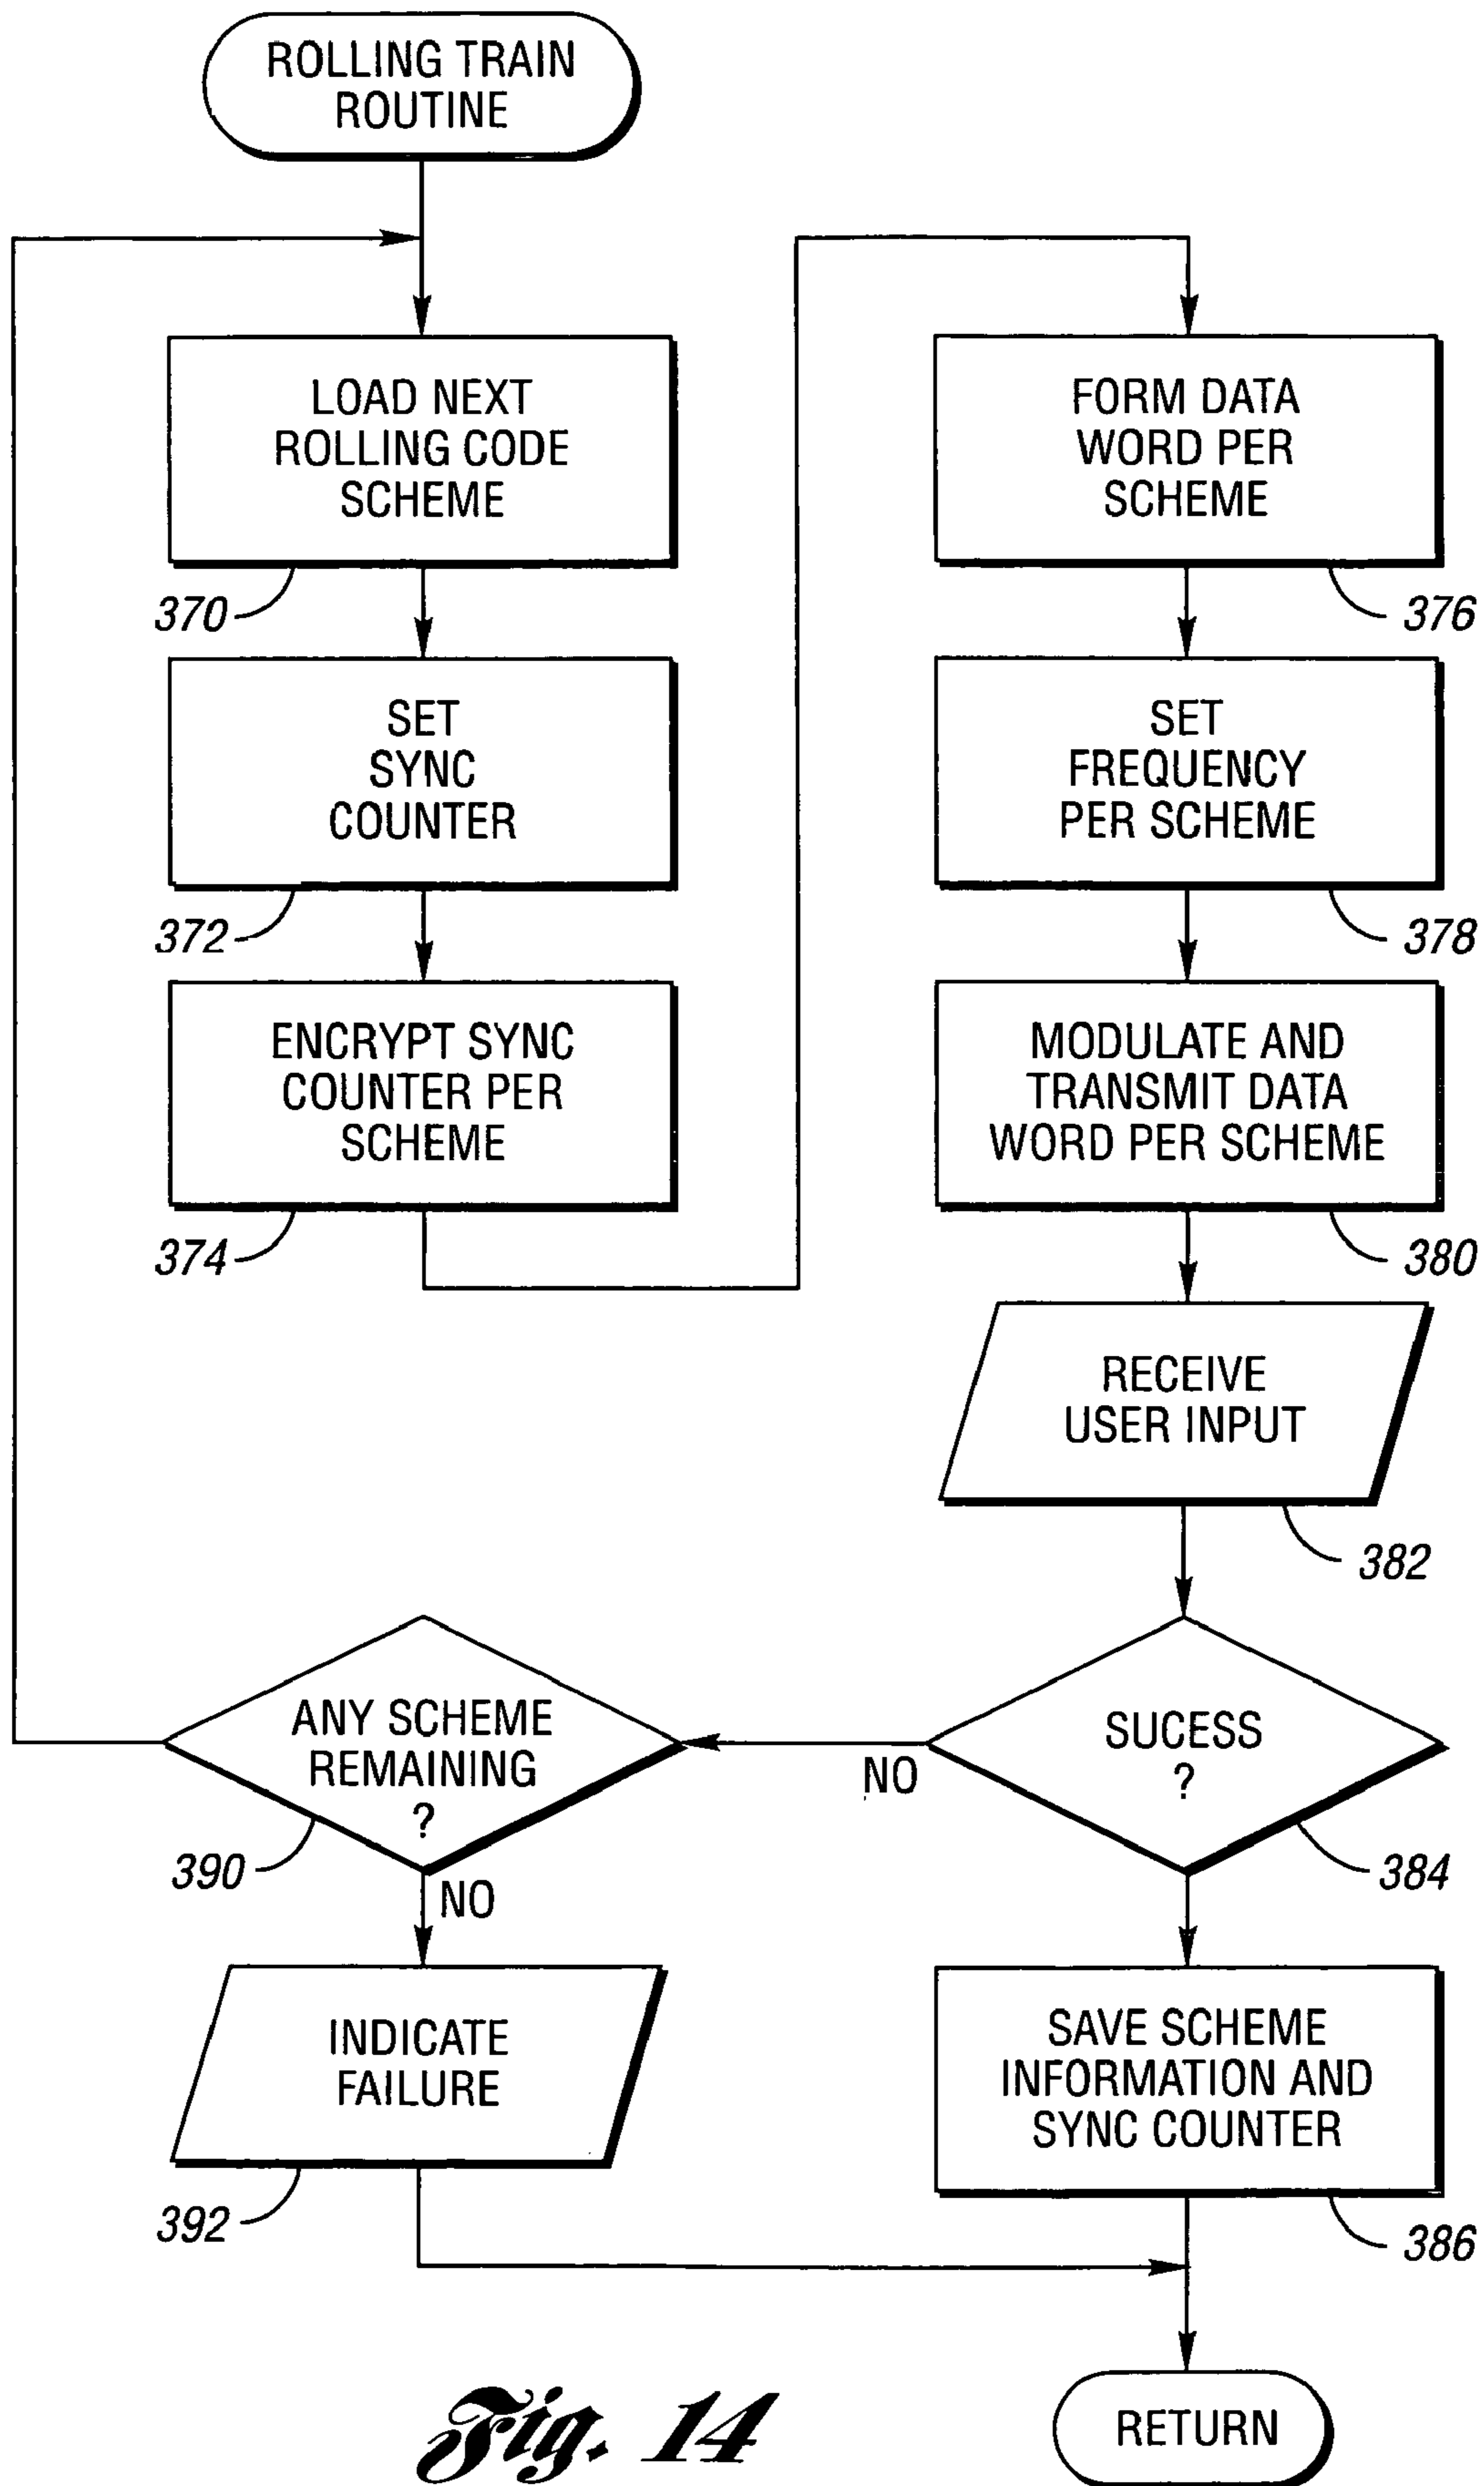 ROLLING TRAIN
ROUTINE
LOAD NEXT
ROLLING CODE
SCHEME
370
SET
SYNC
COUNTER
372
ENCRYPT SYNC
COUNTER PER
SCHEME
374
FORM DATA
WORD PER
SCHEME
376
SET
FREQUENCY
PER SCHEME
378
MODULATE AND
TRANSMIT DATA
WORD PER SCHEME
380
RECEIVE
USER INPUT
382
SUCESS
?
384
NO
ANY SCHEME
REMAINING
?
390
NO
INDICATE
FAILURE
392
SAVE SCHEME
INFORMATION AND
SYNC COUNTER
386
RETURN
Fig. 14